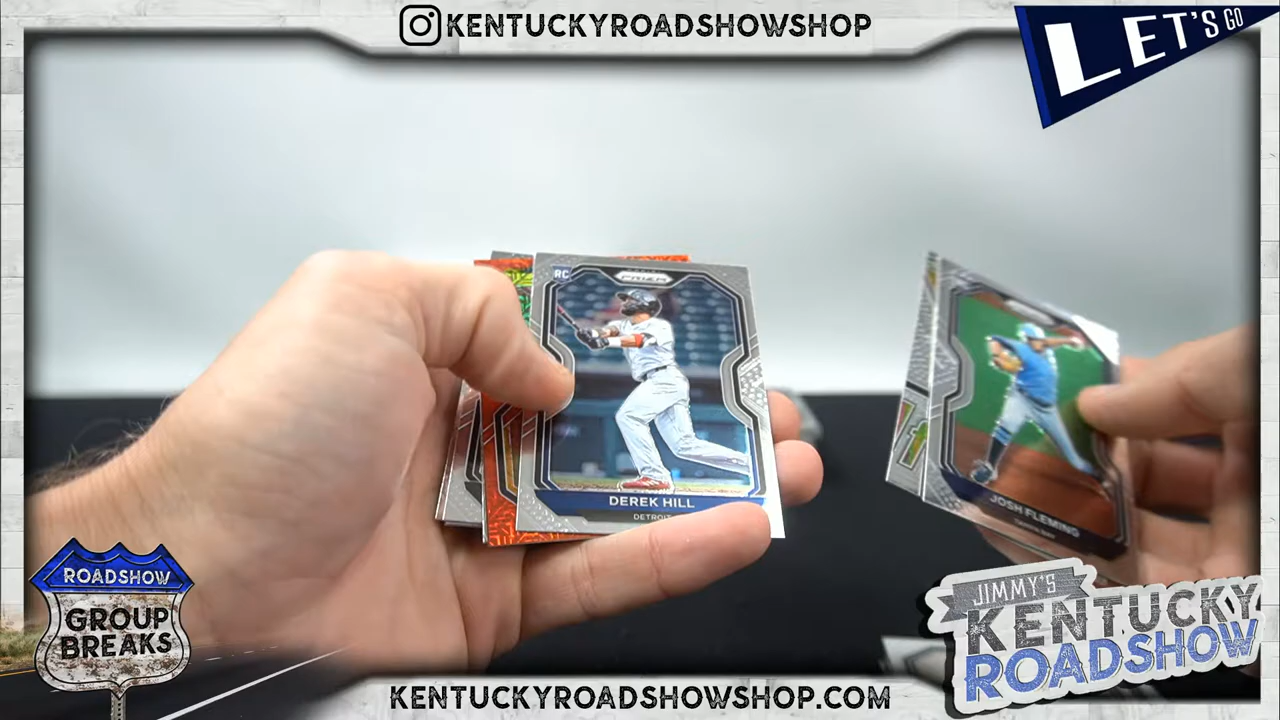 KENTUCKYROADSHOWSHOP
LET'S GO
RC
PRIZM
DEREK HILL
DETROIT
JOSH FLEMING
ROADSHOW
GROUP
BREAKS
JIMMY'S
KENTUCKY
ROADSHOW
KENTUCKYROADSHOWSHOP.COM